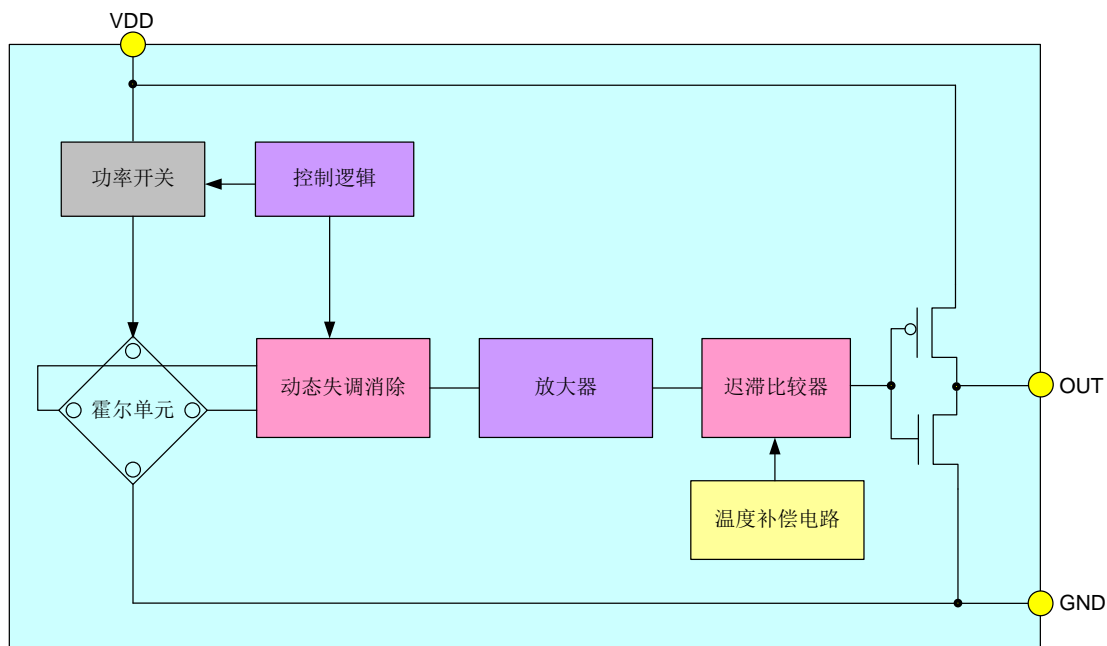 VDD
功率开关
控制逻辑
霍尔单元
动态失调消除
放大器
迟滞比较器
OUT
温度补偿电路
GND